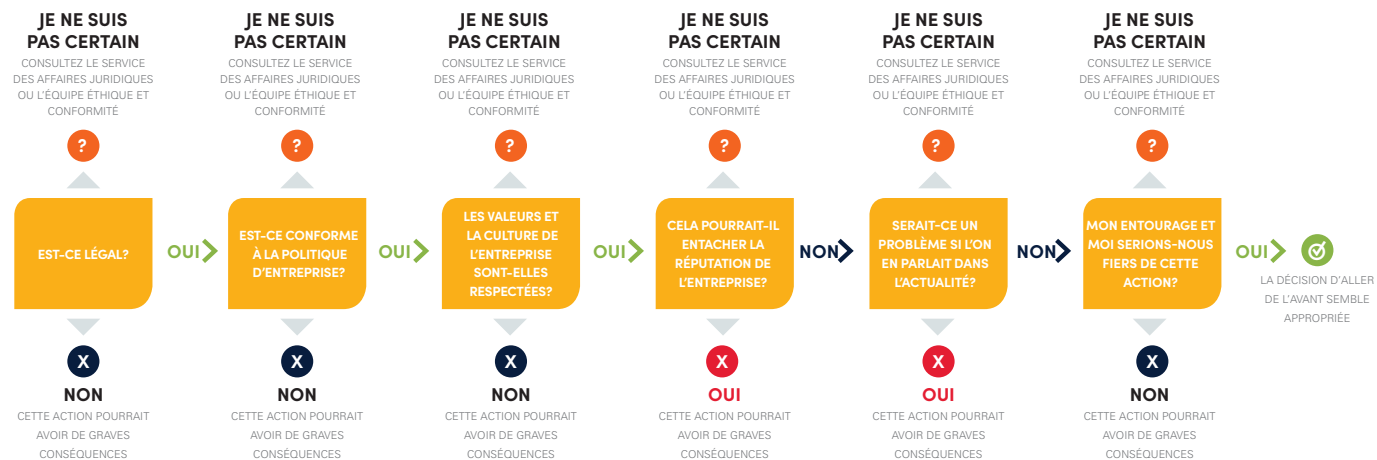 JE NE SUIS
PAS CERTAIN
CONSULTEZ LE SERVICE
DES AFFAIRES JURIDIQUES
OU L'ÉQUIPE ÉTHIQUE ET
CONFORMITÉ
?
EST-CE LÉGAL?
X
NON
CETTE ACTION POURRAIT
AVOIR DE GRAVES
CONSÉQUENCES
OUI
JE NE SUIS
PAS CERTAIN
CONSULTEZ LE SERVICE
DES AFFAIRES JURIDIQUES
OU L'ÉQUIPE ÉTHIQUE ET
CONFORMITÉ
?
EST-CE CONFORME
À LA POLITIQUE
D'ENTREPRISE?
X
NON
CETTE ACTION POURRAIT
AVOIR DE GRAVES
CONSÉQUENCES
OUI
JE NE SUIS
PAS CERTAIN
CONSULTEZ LE SERVICE
DES AFFAIRES JURIDIQUES
OU L'ÉQUIPE ÉTHIQUE ET
CONFORMITÉ
?
LES VALEURS ET
LA CULTURE DE
L'ENTREPRISE
SONT-ELLES
RESPECTÉES?
X
NON
CETTE ACTION POURRAIT
AVOIR DE GRAVES
CONSÉQUENCES
OUI
JE NE SUIS
PAS CERTAIN
CONSULTEZ LE SERVICE
DES AFFAIRES JURIDIQUES
OU L'ÉQUIPE ÉTHIQUE ET
CONFORMITÉ
?
CELA POURRAIT-IL
ENTACHER LA
RÉPUTATION DE
L'ENTREPRISE?
X
OUI
CETTE ACTION POURRAIT
AVOIR DE GRAVES
CONSÉQUENCES
NON
JE NE SUIS
PAS CERTAIN
CONSULTEZ LE SERVICE
DES AFFAIRES JURIDIQUES
OU L'ÉQUIPE ÉTHIQUE ET
CONFORMITÉ
?
SERAIT-CE UN
PROBLÈME SI L'ON
EN PARLAIT DANS
L'ACTUALITÉ?
X
OUI
CETTE ACTION POURRAIT
AVOIR DE GRAVES
CONSÉQUENCES
NON
JE NE SUIS
PAS CERTAIN
CONSULTEZ LE SERVICE
DES AFFAIRES JURIDIQUES
OU L'ÉQUIPE ÉTHIQUE ET
CONFORMITÉ
?
MON ENTOURAGE ET
MOI SERIONS-NOUS
FIERS DE CETTE
ACTION?
X
NON
CETTE ACTION POURRAIT
AVOIR DE GRAVES
CONSÉQUENCES
OUI
LA DÉCISION D'ALLER
DE L'AVANT SEMBLE
APPROPRIÉE